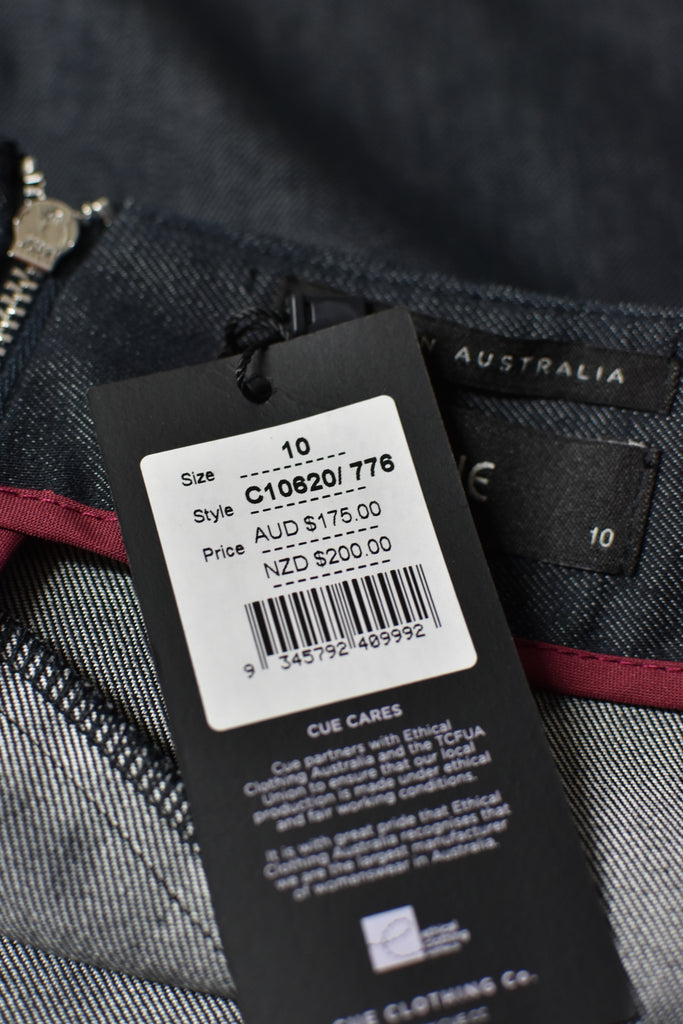 N AUSTRALIA
UE
10
Size 10
Style C10620/ 776
Price AUD $175.00
NZD $200.00
9 345792 409992
CUE CARES
Cue partners with Ethical
Clothing Australia and the TCFUA
Union to ensure that our local
production is made under ethical
and fair working conditions.
It is with great pride that Ethical
Clothing Australia recognises that
we are the largest manufacturer
of womenswear in Australia.
ethical
clothing
CUE CLOTHING Co.